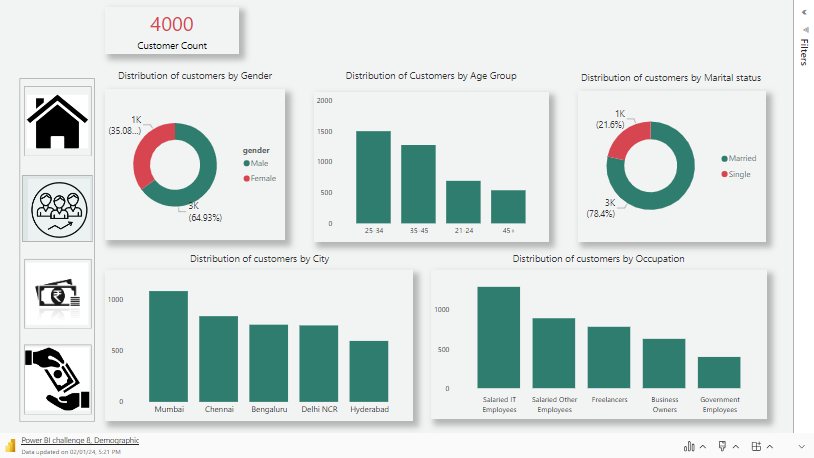 4000
Customer Count
«
Filters
Distribution of customers by Gender
1K
(35.08...)
3K
(64.93%)
gender
Male
Female
Distribution of Customers by Age Group
2000
1500
1000
500
0
25-34
35-45
21-24
45+
Distribution of customers by Marital status
1K
(21.6%)
3K
(78.4%)
Married
Single
₹
Distribution of customers by City
1000
500
0
Mumbai
Chennai
Bengaluru
Delhi NCR
Hyderabad
Distribution of customers by Occupation
1000
500
0
Salaried IT
Employees
Salaried Other
Employees
Freelancers
Business
Owners
Government
Employees
Power BI challenge 8, Demographic
Data updated on 02/01/24, 5:21 PM